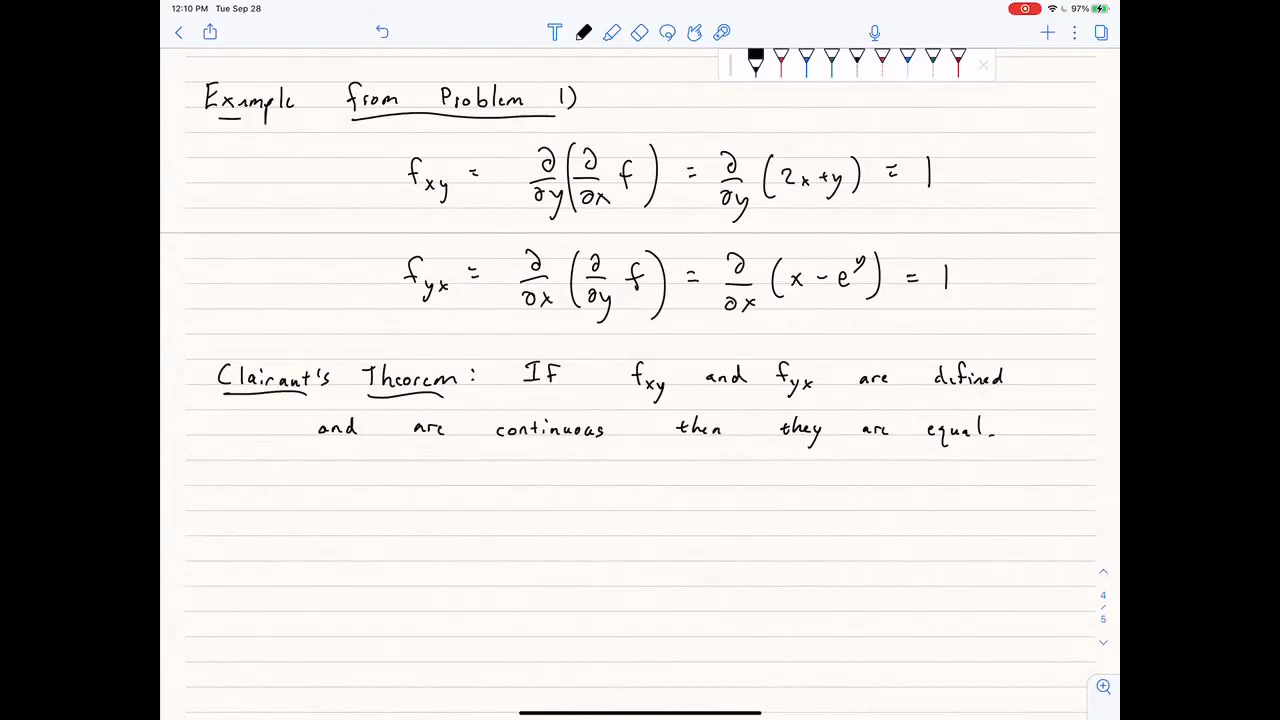 12:10 PM Tue Sep 28
97%
Example from Problem 1)
f_xy = ∂/∂y (∂/∂x f) = ∂/∂y (2x+y) = 1
f_yx = ∂/∂x (∂/∂y f) = ∂/∂x (x - e^y) = 1
Clairant's Theorem: IF f_xy and f_yx are defined
and are continuous then they are equal.
4
/
5